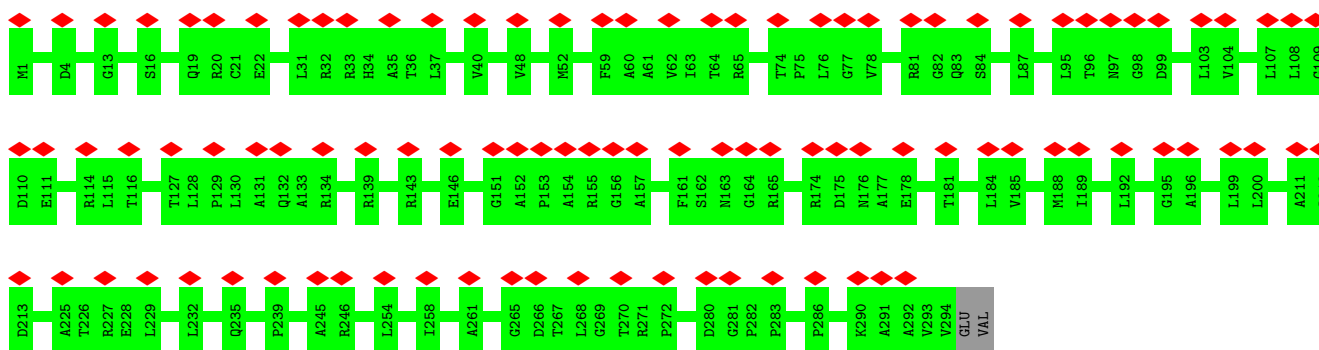 M1 D4 G13 S16 Q19 R20 C21 E22 L31 R32 R33 H34 A35 T36 L37 V40 V48 M52 F59 A60 A61 V62 I63 T64 R65 T74 P75 L76 G77 V78 R81 G82 Q83 S84 L87 L95 T96 N97 G98 D99 L103 V104 L107 L108 G109
D110 E111 R114 L115 T116 T127 L128 P129 L130 A131 Q132 A133 R134 R139 R143 E146 G151 A152 P153 A154 R155 G156 A157 F161 S162 N163 G164 R165 R174 D175 N176 A177 E178 T181 L184 V185 M188 I189 L192 G195 A196 L199 L200 A211
D213 A225 T226 R227 E228 L229 L232 Q235 P239 A245 R246 L254 I258 A261 G265 D266 T267 L268 G269 T270 R271 P272 D280 G281 P282 P283 P286 K290 A291 A292 V293 V294 GLU VAL